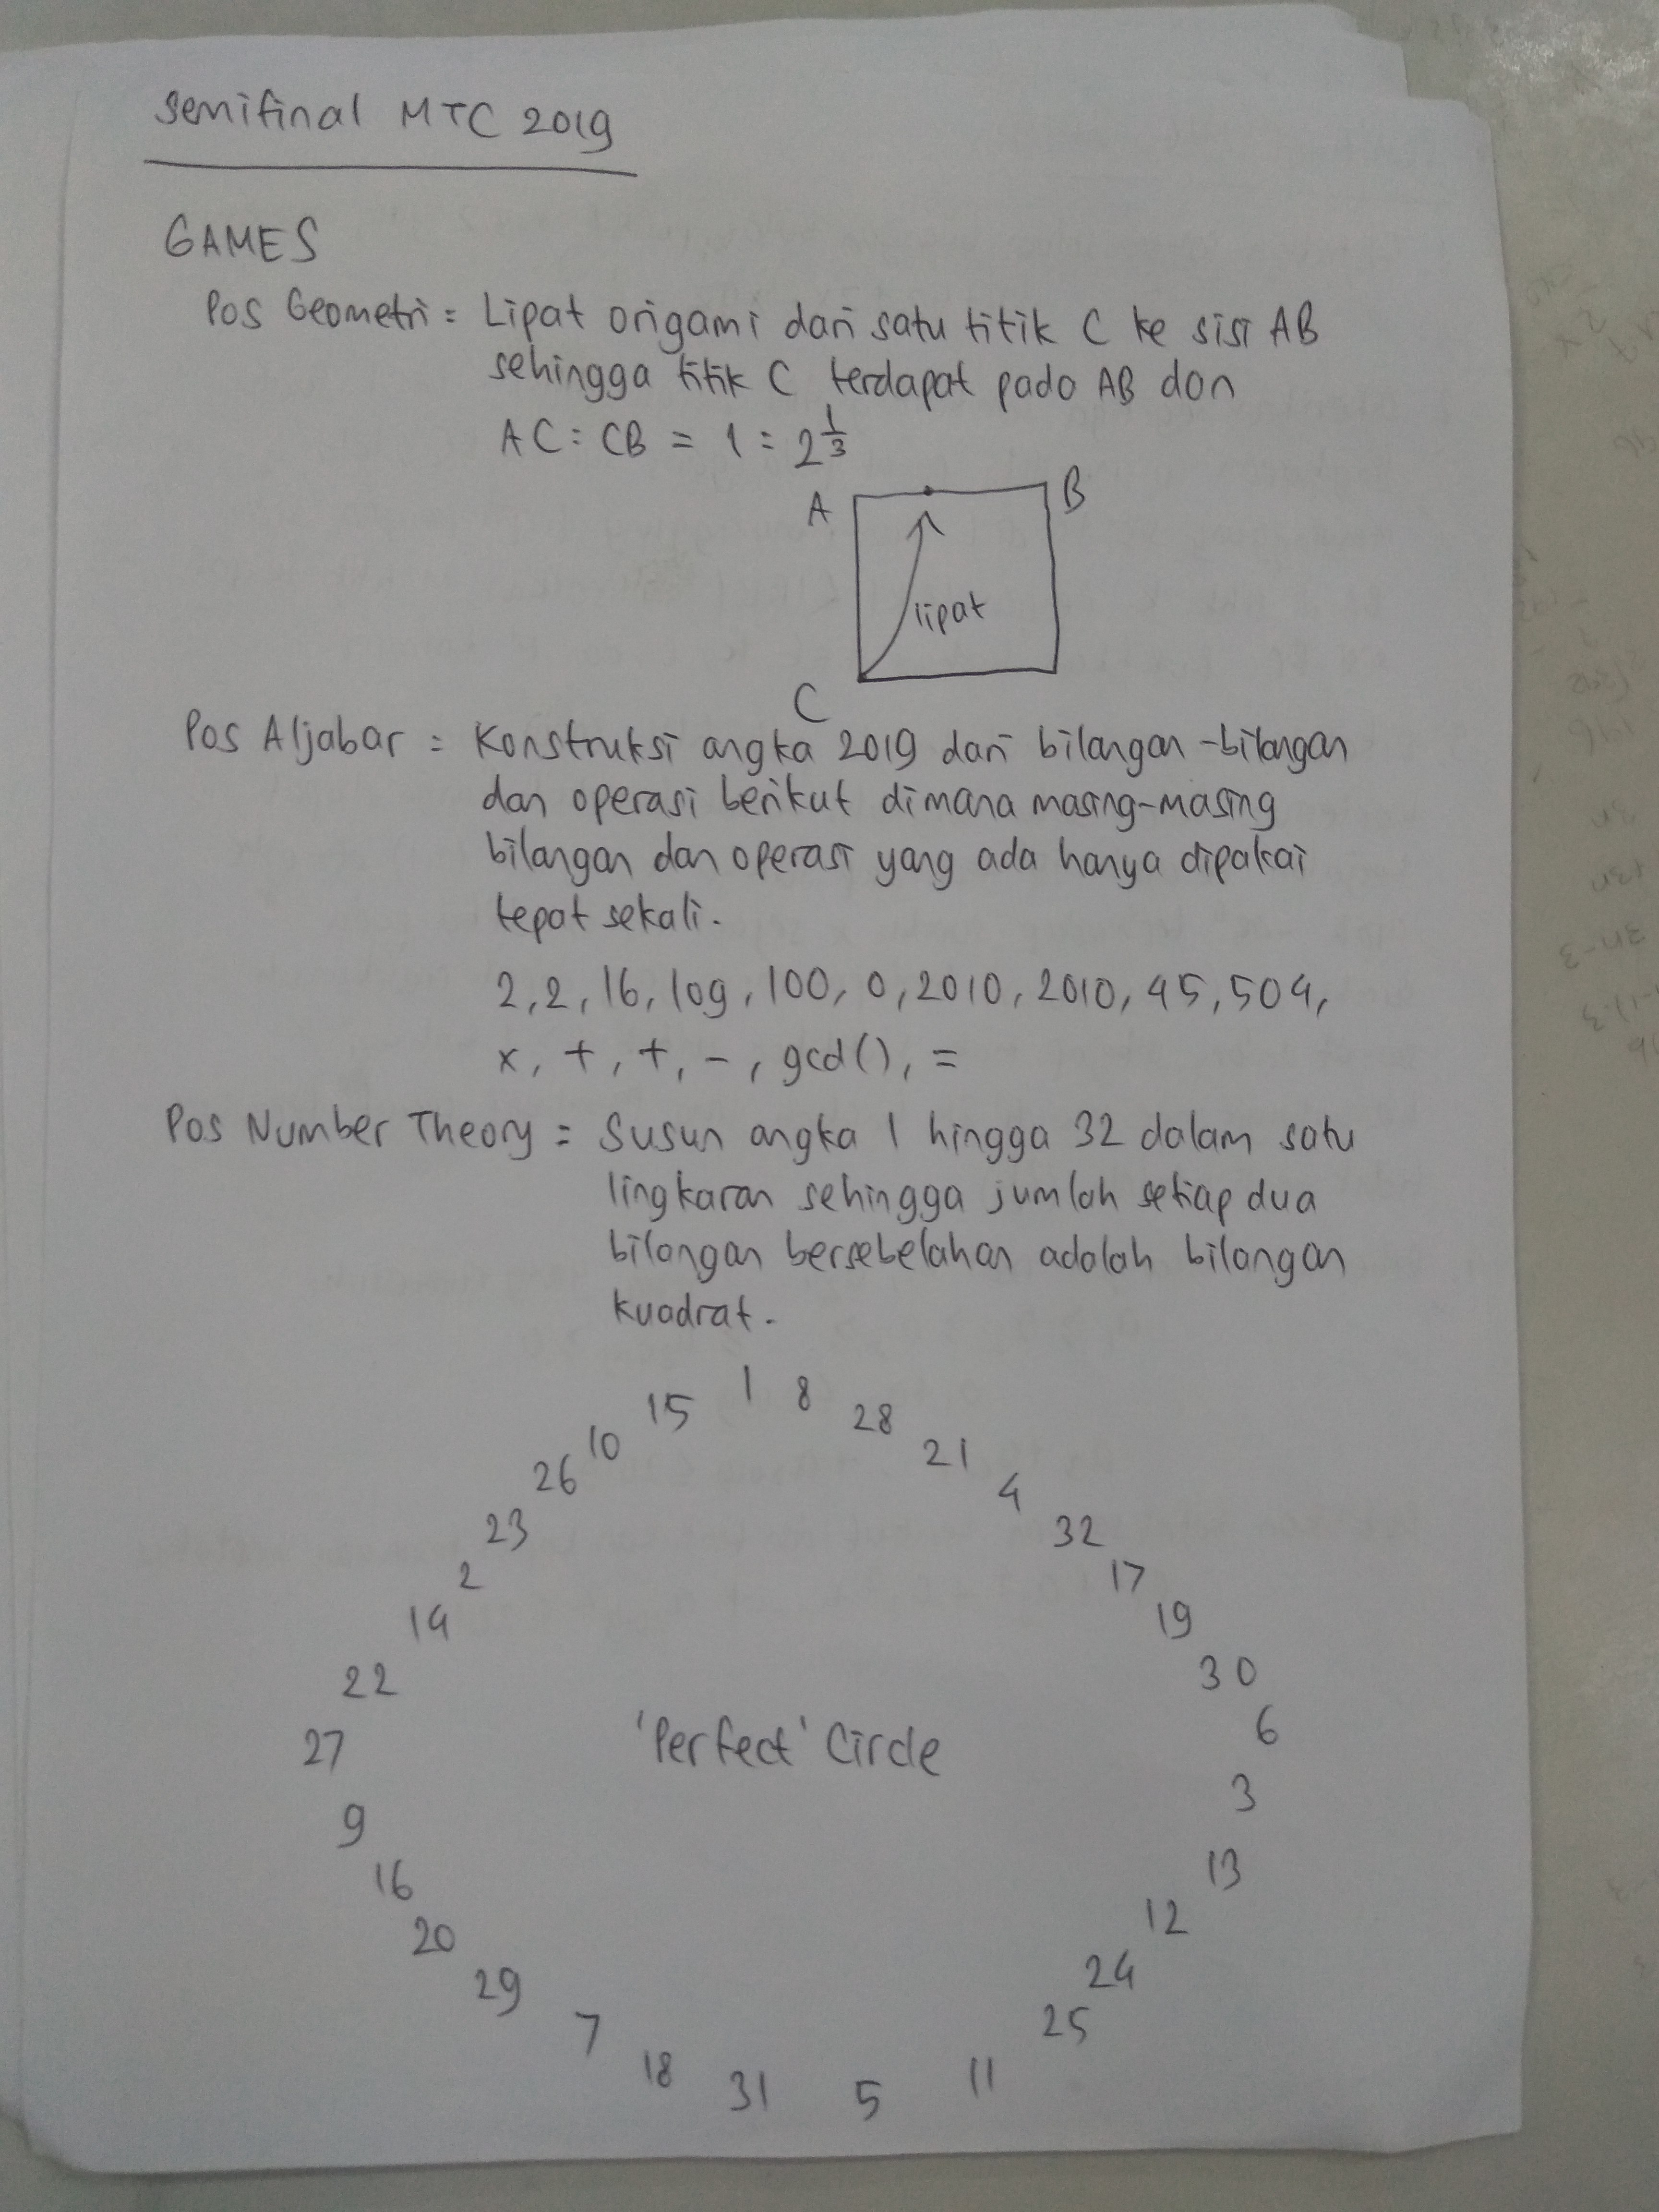 Semifinal MTC 2019
GAMES
Pos Geometri = Lipat origami dari satu titik C ke sisi AB
sehingga titik C terdapat pada AB dan
AC : CB = 1 : 2 1/3
A B
lipat
C
Pos Aljabar = Konstruksi angka 2019 dari bilangan-bilangan
dan operasi berikut dimana masing-masing
bilangan dan operasi yang ada hanya dipakai
tepat sekali.
2, 2, 16, log, 100, 0, 2010, 2010, 45, 504,
x, +, +, -, gcd(), =
Pos Number Theory = Susun angka 1 hingga 32 dalam satu
lingkaran sehingga jumlah setiap dua
bilangan bersebelahan adalah bilangan
kuadrat.
15 1 8 28
26 10 21
23 4 32
2 17
14 19
22 30
27 'Perfect' Circle 6
9 3
16 13
20 12
29 24
7 25
18 31 5 11